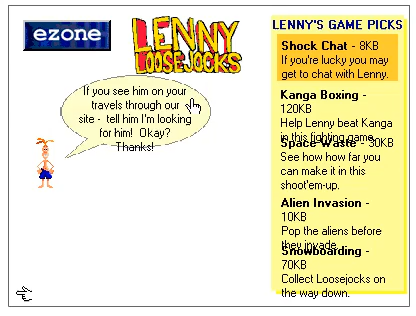 ezone
LENNY
LOOSEJOCKS
If you see him on your
travels through our
site - tell him I'm looking
for him! Okay?
Thanks!
LENNY'S GAME PICKS
Shock Chat - 8KB
If you're lucky you may
get to chat with Lenny.
Kanga Boxing -
120KB
Help Lenny beat Kanga
in this fighting game.
Space Waste - 30KB
See how how far you
can make it in this
shoot'em-up.
Alien Invasion -
10KB
Pop the aliens before
they invade.
Snowboarding -
70KB
Collect Loosejocks on
the way down.